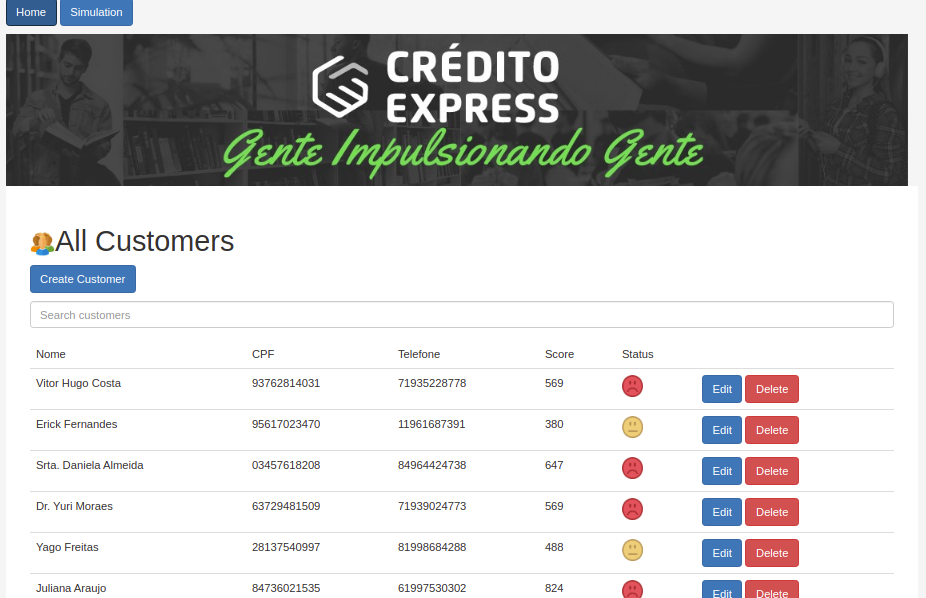 Home Simulation
CRÉDITO
EXPRESS
Gente Impulsionando Gente
All Customers
Create Customer
Search customers
Nome CPF Telefone Score Status
Vitor Hugo Costa 93762814031 71935228778 569 Edit Delete
Erick Fernandes 95617023470 11961687391 380 Edit Delete
Srta. Daniela Almeida 03457618208 84964424738 647 Edit Delete
Dr. Yuri Moraes 63729481509 71939024773 569 Edit Delete
Yago Freitas 28137540997 81998684288 488 Edit Delete
Juliana Araujo 84736021535 61997530302 824 Edit Delete